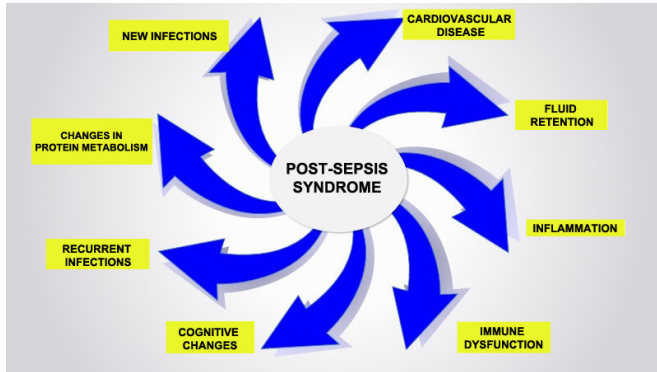 POST-SEPSIS
SYNDROME
CARDIOVASCULAR
DISEASE
FLUID
RETENTION
INFLAMMATION
IMMUNE
DYSFUNCTION
COGNITIVE
CHANGES
RECURRENT
INFECTIONS
CHANGES IN
PROTEIN METABOLISM
NEW INFECTIONS